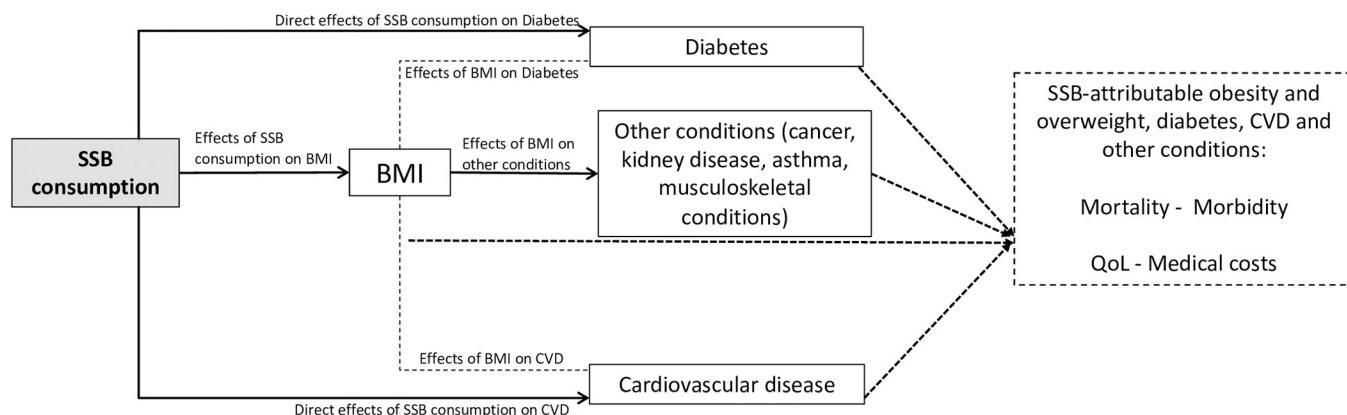 Direct effects of SSB consumption on Diabetes
Diabetes
Effects of BMI on Diabetes
SSB
consumption
Effects of SSB
consumption on BMI
BMI
Effects of BMI on
other conditions
Other conditions (cancer,
kidney disease, asthma,
musculoskeletal
conditions)
SSB-attributable obesity and
overweight, diabetes, CVD and
other conditions:
Mortality - Morbidity
QoL - Medical costs
Effects of BMI on CVD
Cardiovascular disease
Direct effects of SSB consumption on CVD